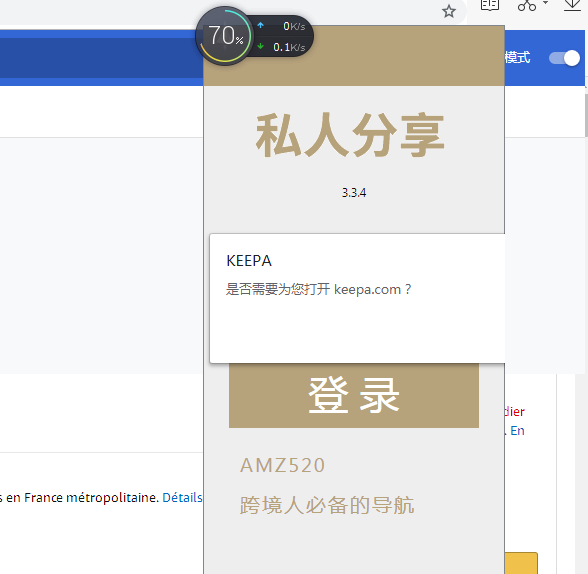 70%
0K/s
0.1K/s
模式
私人分享
3.3.4
KEEPA
是否需要为您打开 keepa.com？
登录
dier
. En
AMZ520
跨境人必备的导航
s en France métropolitaine. Détails